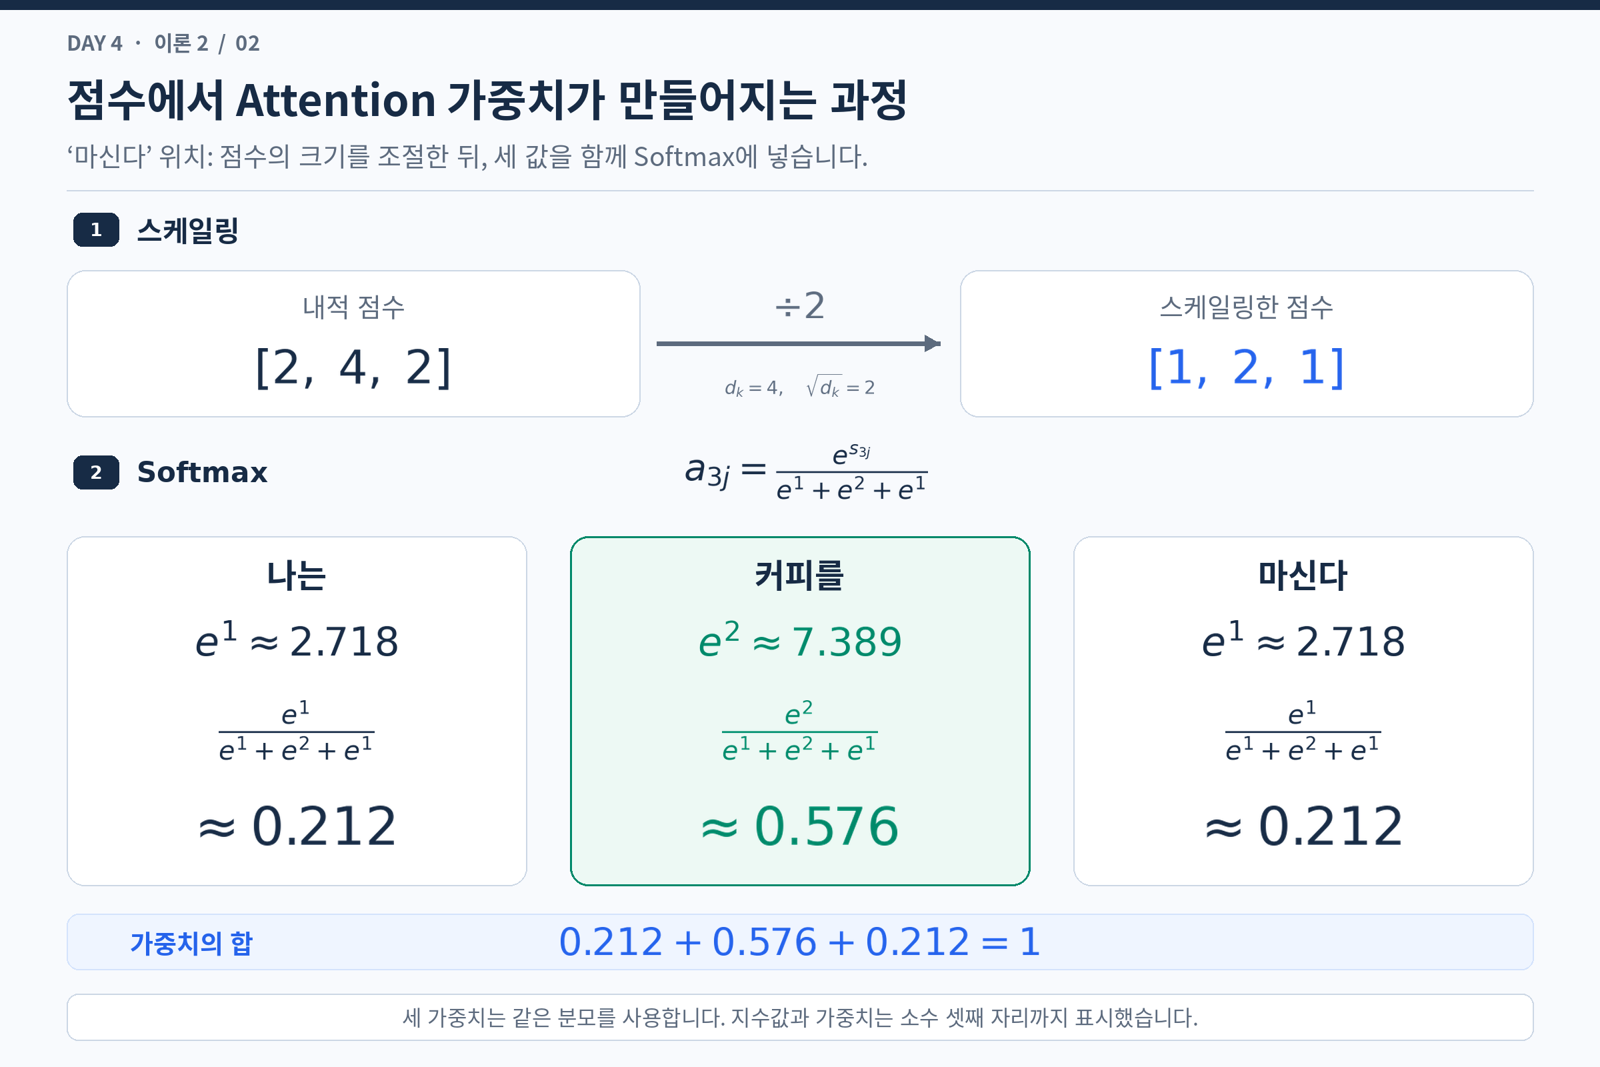 DAY 4 · 이론 2 / 02
점수에서 Attention 가중치가 만들어지는 과정
‘마신다’ 위치: 점수의 크기를 조절한 뒤, 세 값을 함께 Softmax에 넣습니다.
1 스케일링
내적 점수
[2, 4, 2]
÷2
d_k = 4, √d_k = 2
스케일링한 점수
[1, 2, 1]
2 Softmax
a_{3j} = e^{s_{3j}} / (e^1 + e^2 + e^1)
나는
e^1 ≈ 2.718
e^1 / (e^1 + e^2 + e^1)
≈ 0.212
커피를
e^2 ≈ 7.389
e^2 / (e^1 + e^2 + e^1)
≈ 0.576
마신다
e^1 ≈ 2.718
e^1 / (e^1 + e^2 + e^1)
≈ 0.212
가중치의 합 0.212 + 0.576 + 0.212 = 1
세 가중치는 같은 분모를 사용합니다. 지수값과 가중치는 소수 셋째 자리까지 표시했습니다.